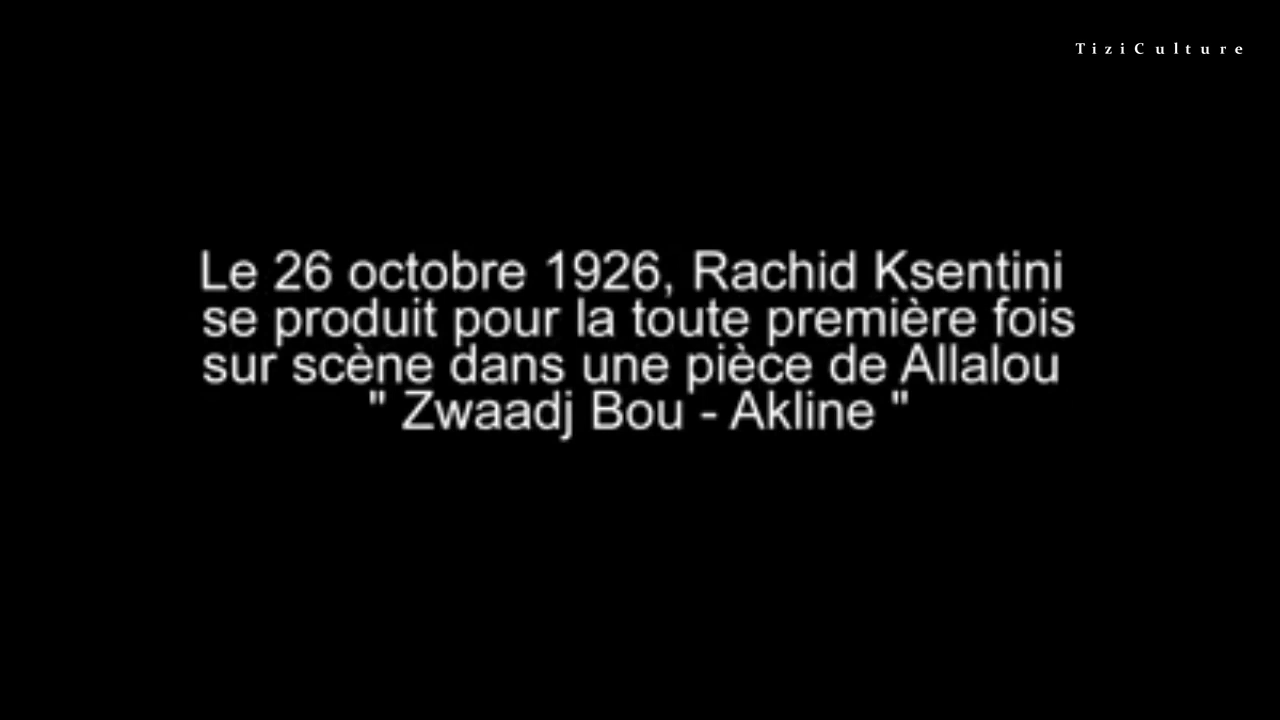 TiziCulture
Le 26 octobre 1926, Rachid Ksentini
se produit pour la toute première fois
sur scène dans une pièce de Allalou
" Zwaadj Bou - Akline "